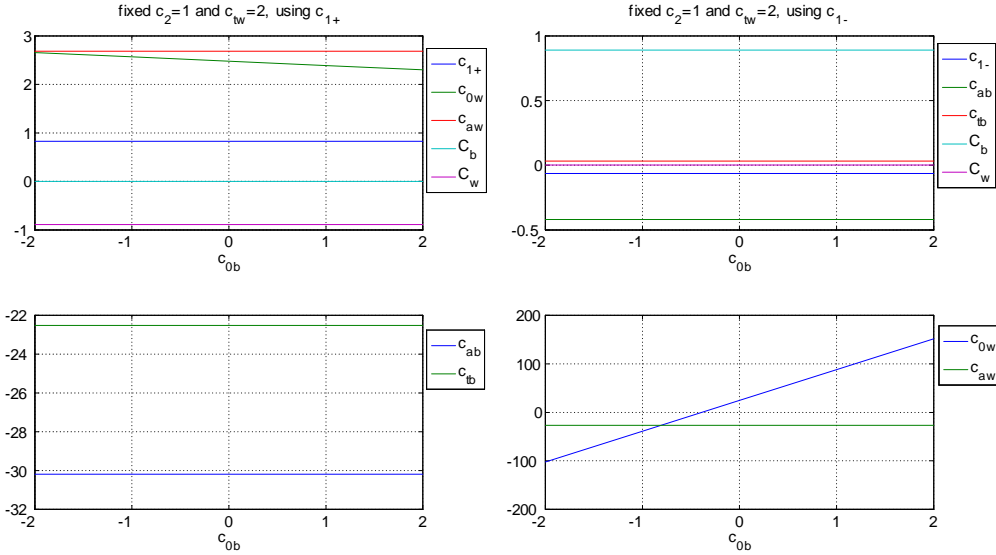 fixed c2=1 and ctw=2, using c1+
3
2
1
0
-1
-2
-1
0
1
2
c0b
c1+
c0w
caw
Cb
Cw
fixed c2=1 and ctw=2, using c1-
1
0.5
0
-0.5
-2
-1
0
1
2
c0b
c1-
cab
ctb
Cb
Cw
-22
-24
-26
-28
-30
-32
-2
-1
0
1
2
c0b
cab
ctb
200
100
0
-100
-200
-2
-1
0
1
2
c0b
c0w
caw